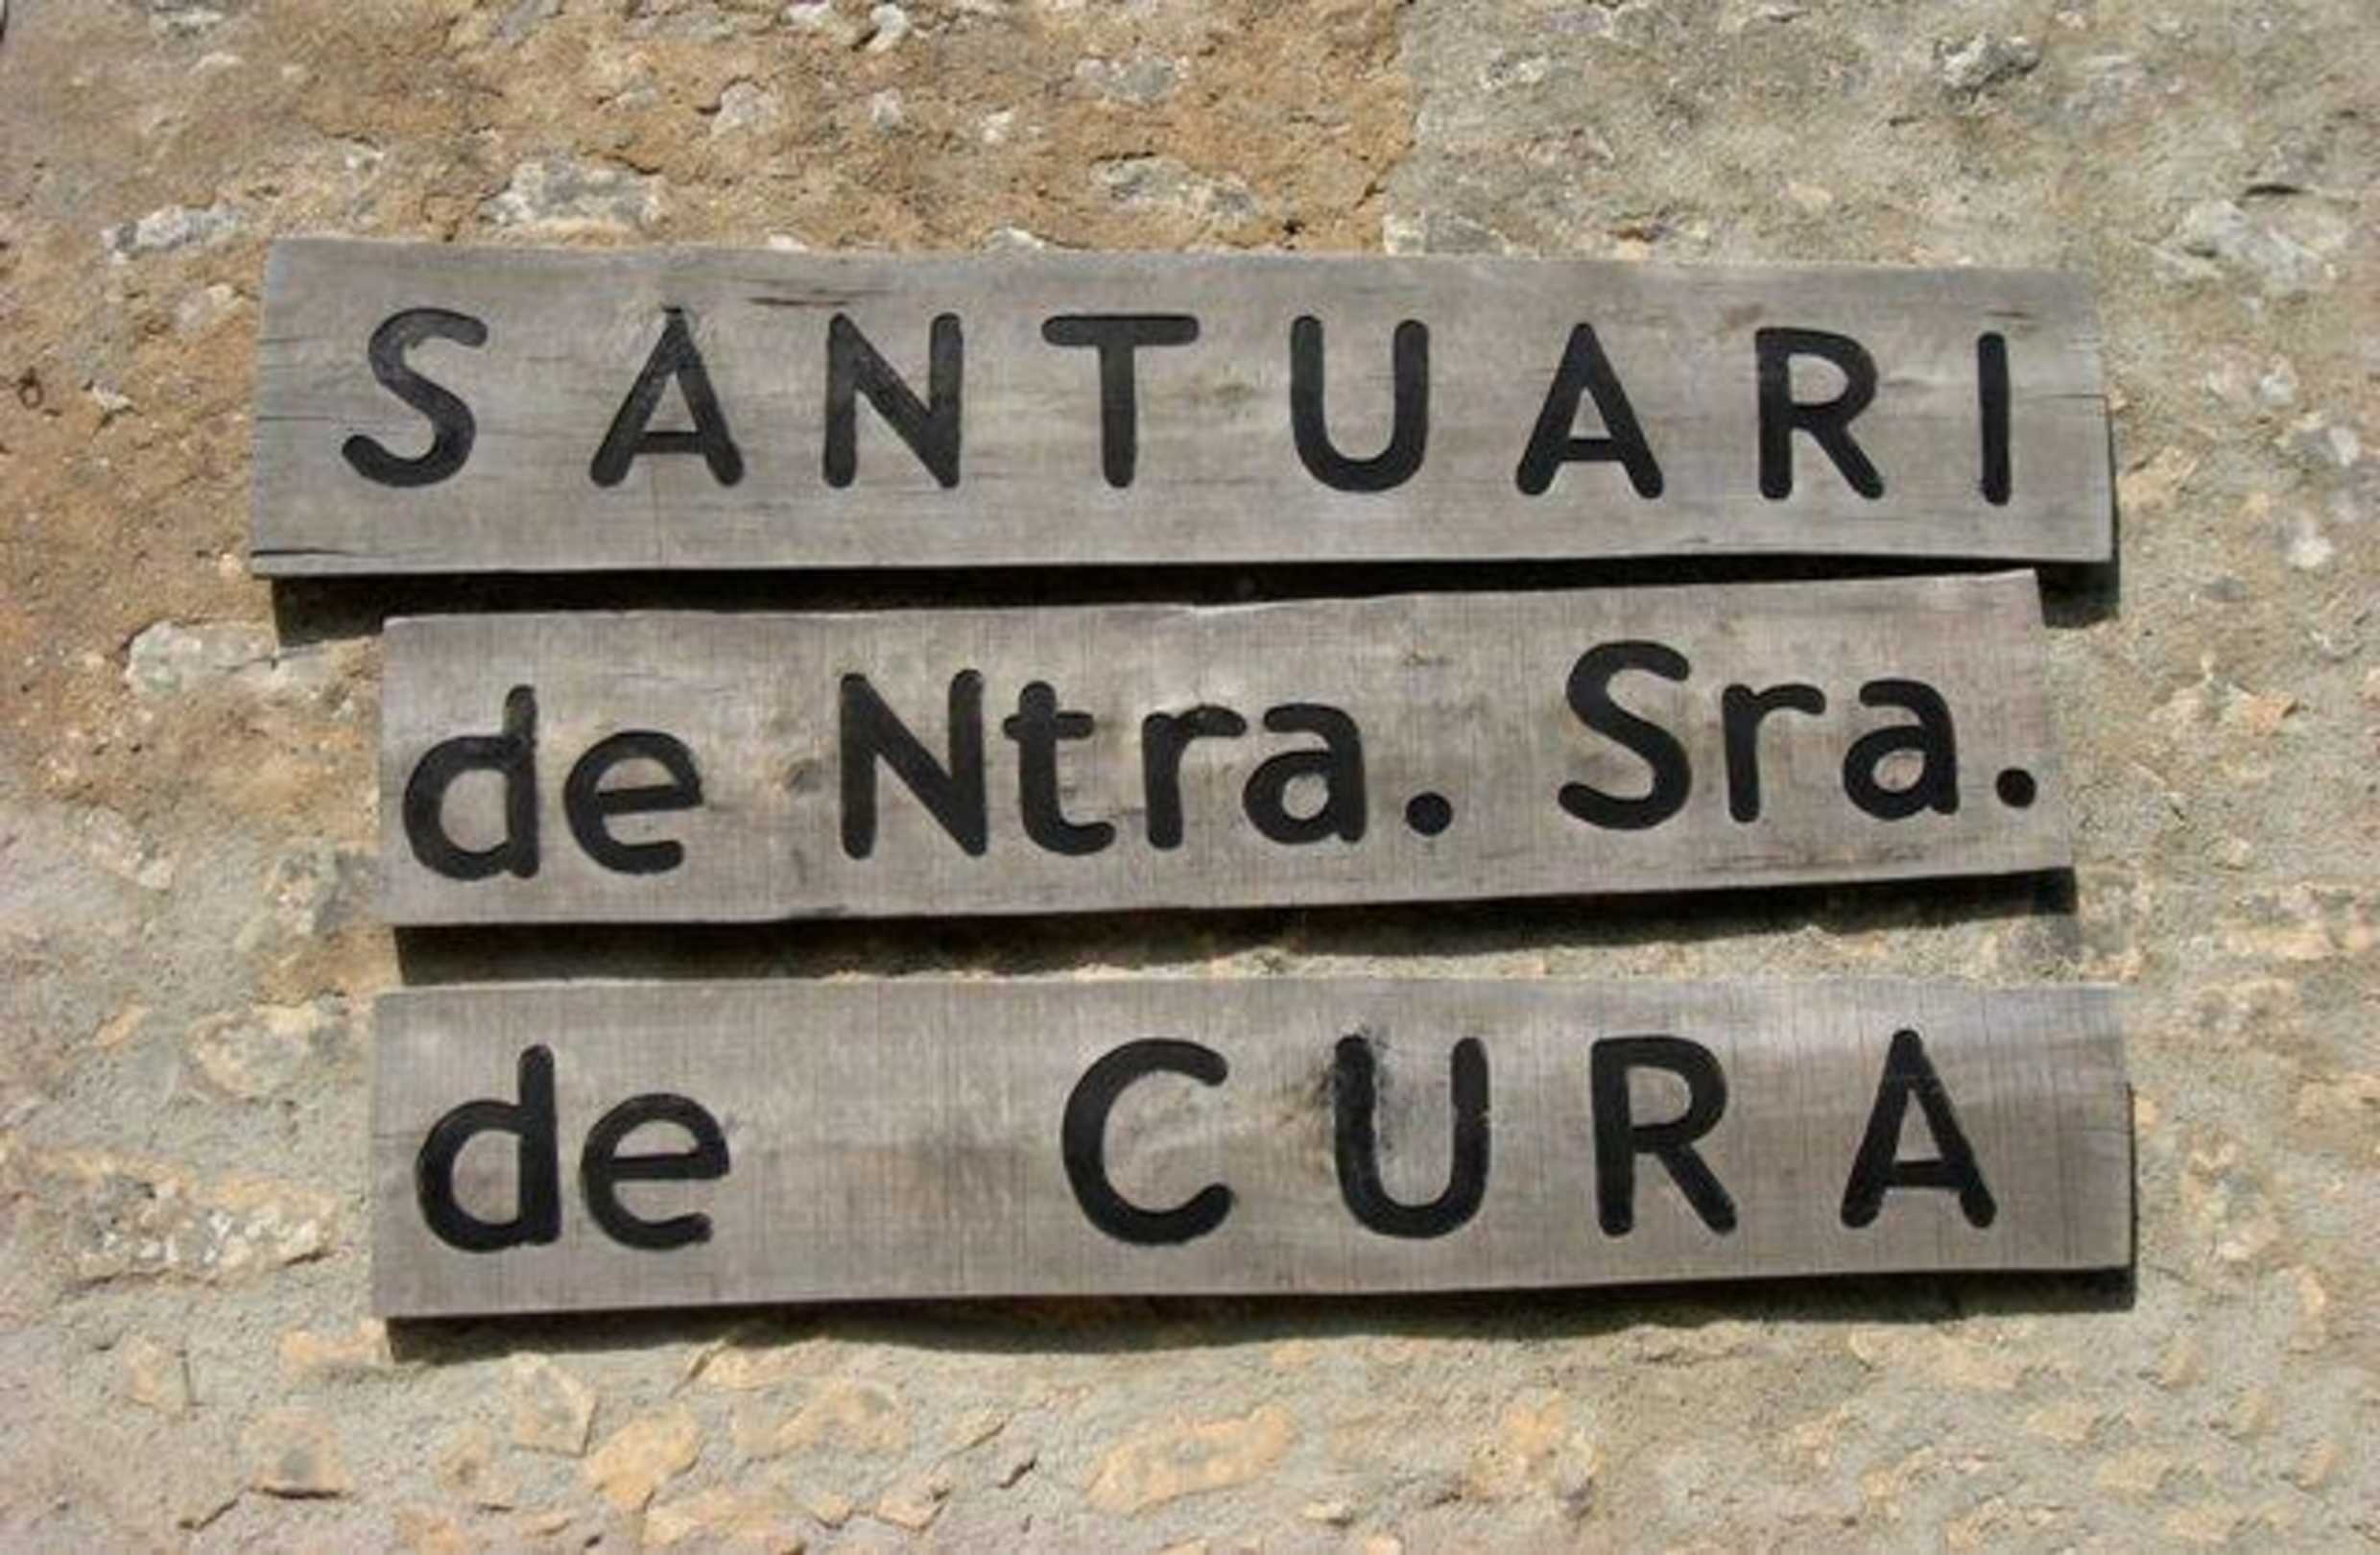 SANTUARI
de Ntra. Sra.
de CURA